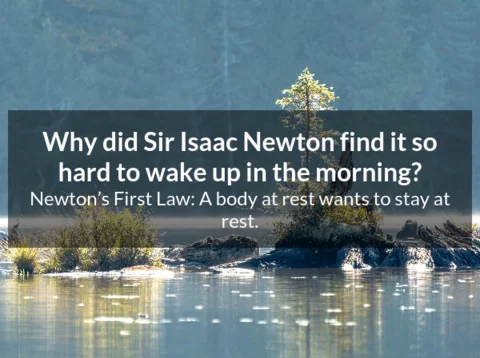 Why did Sir Isaac Newton find it so
hard to wake up in the morning?
Newton’s First Law: A body at rest wants to stay at
rest.